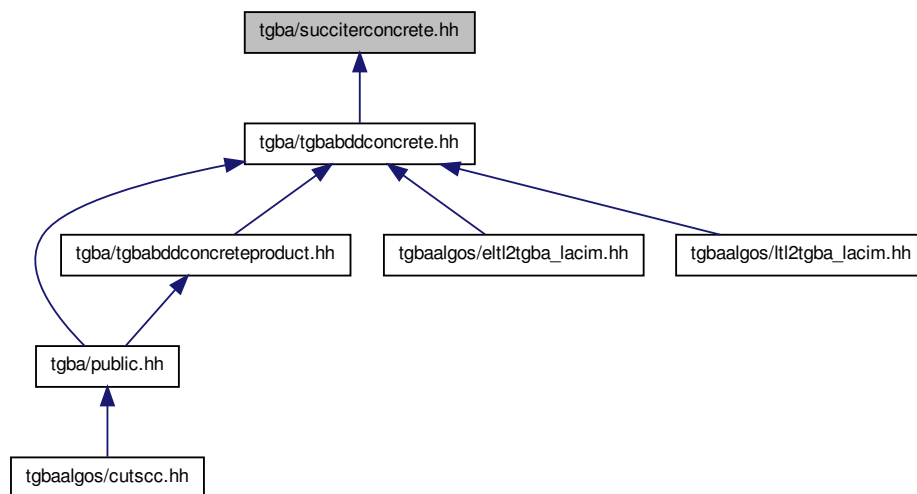 tgba/succiterconcrete.hh
tgba/tgbabddconcrete.hh
tgba/tgbabddconcreteproduct.hh
tgbaalgos/eltl2tgba_lacim.hh
tgbaalgos/ltl2tgba_lacim.hh
tgba/public.hh
tgbaalgos/cutscc.hh